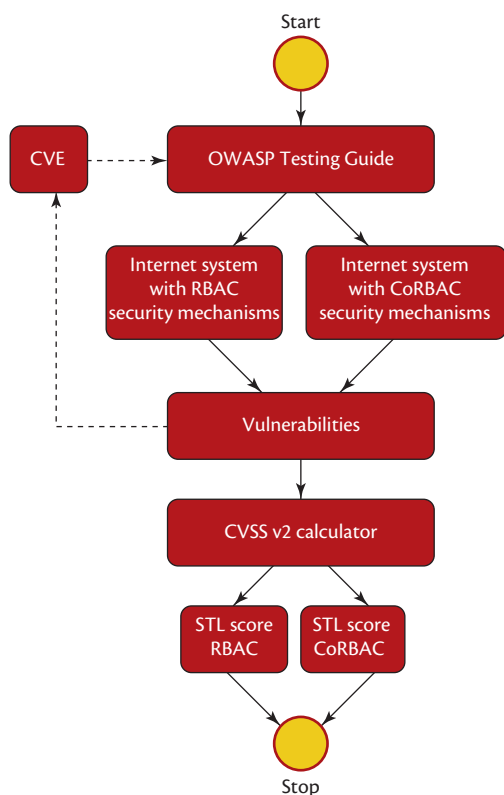 Start
CVE
OWASP Testing Guide
Internet system
with RBAC
security mechanisms
Internet system
with CoRBAC
security mechanisms
Vulnerabilities
CVSS v2 calculator
STL score
RBAC
STL score
CoRBAC
Stop